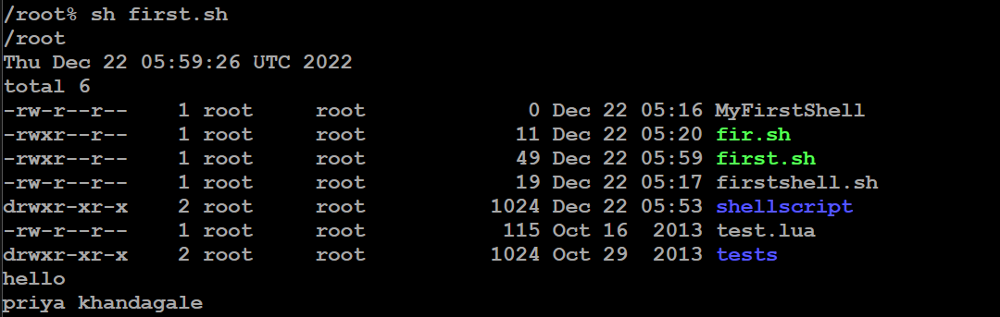 /root% sh first.sh
/root
Thu Dec 22 05:59:26 UTC 2022
total 6
-rw-r--r--    1 root     root             0 Dec 22 05:16 MyFirstShell
-rwxr--r--    1 root     root            11 Dec 22 05:20 fir.sh
-rwxr--r--    1 root     root            49 Dec 22 05:59 first.sh
-rw-r--r--    1 root     root            19 Dec 22 05:17 firstshell.sh
drwxr-xr-x    2 root     root          1024 Dec 22 05:53 shellscript
-rw-r--r--    1 root     root           115 Oct 16  2013 test.lua
drwxr-xr-x    2 root     root          1024 Oct 29  2013 tests
hello
priya khandagale